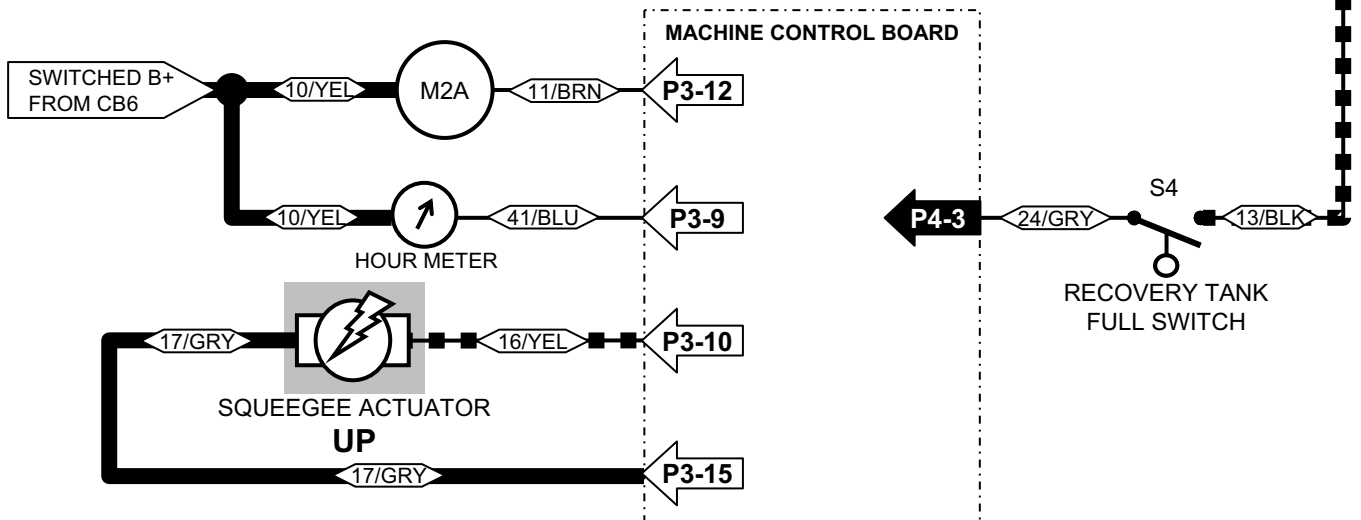 MACHINE CONTROL BOARD
SWITCHED B+
FROM CB6
10/YEL
M2A
11/BRN
P3-12
10/YEL
41/BLU
P3-9
HOUR METER
P4-3
24/GRY
S4
13/BLK
RECOVERY TANK
FULL SWITCH
17/GRY
16/YEL
P3-10
SQUEEGEE ACTUATOR
UP
17/GRY
P3-15